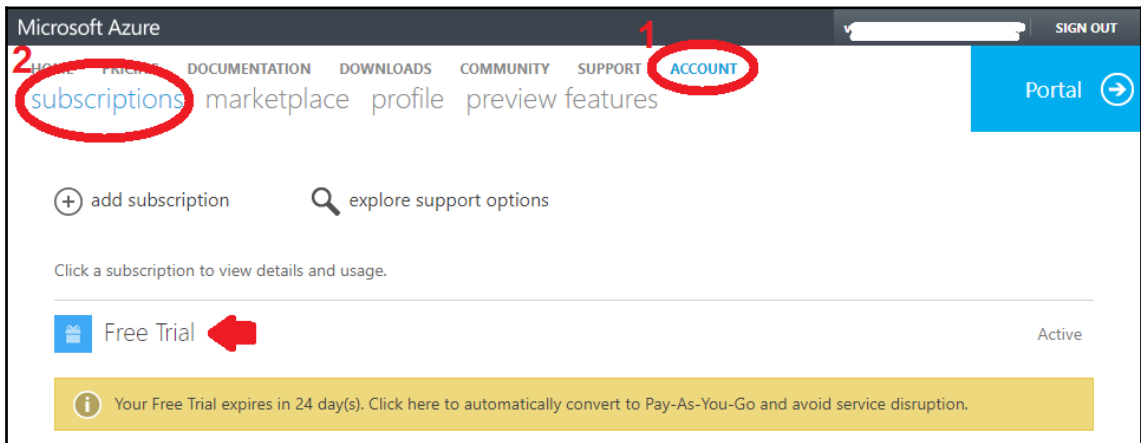 Microsoft Azure
SIGN OUT
1
2
HOME PRICING DOCUMENTATION DOWNLOADS COMMUNITY SUPPORT ACCOUNT
subscriptions marketplace profile preview features
Portal
add subscription explore support options
Click a subscription to view details and usage.
Free Trial Active
Your Free Trial expires in 24 day(s). Click here to automatically convert to Pay-As-You-Go and avoid service disruption.